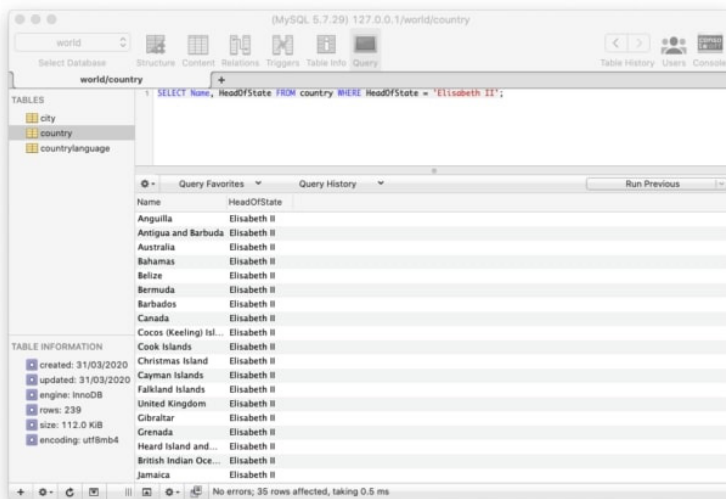 (MySQL 5.7.29) 127.0.0.1/world/country
world
Select Database
Structure Content Relations Triggers Table Info Query
Table History Users Console
world/country +
TABLES
city
country
countrylanguage
1 SELECT Name, HeadOfState FROM country WHERE HeadOfState = 'Elisabeth II';
Query Favorites Query History Run Previous
Name HeadOfState
Anguilla Elisabeth II
Antigua and Barbuda Elisabeth II
Australia Elisabeth II
Bahamas Elisabeth II
Belize Elisabeth II
Bermuda Elisabeth II
Barbados Elisabeth II
Canada Elisabeth II
Cocos (Keeling) Isl... Elisabeth II
Cook Islands Elisabeth II
Christmas Island Elisabeth II
Cayman Islands Elisabeth II
Falkland Islands Elisabeth II
United Kingdom Elisabeth II
Gibraltar Elisabeth II
Grenada Elisabeth II
Heard Island and... Elisabeth II
British Indian Oce... Elisabeth II
Jamaica Elisabeth II
TABLE INFORMATION
created: 31/03/2020
updated: 31/03/2020
engine: InnoDB
rows: 239
size: 112.0 KiB
encoding: utf8mb4
No errors; 35 rows affected, taking 0.5 ms